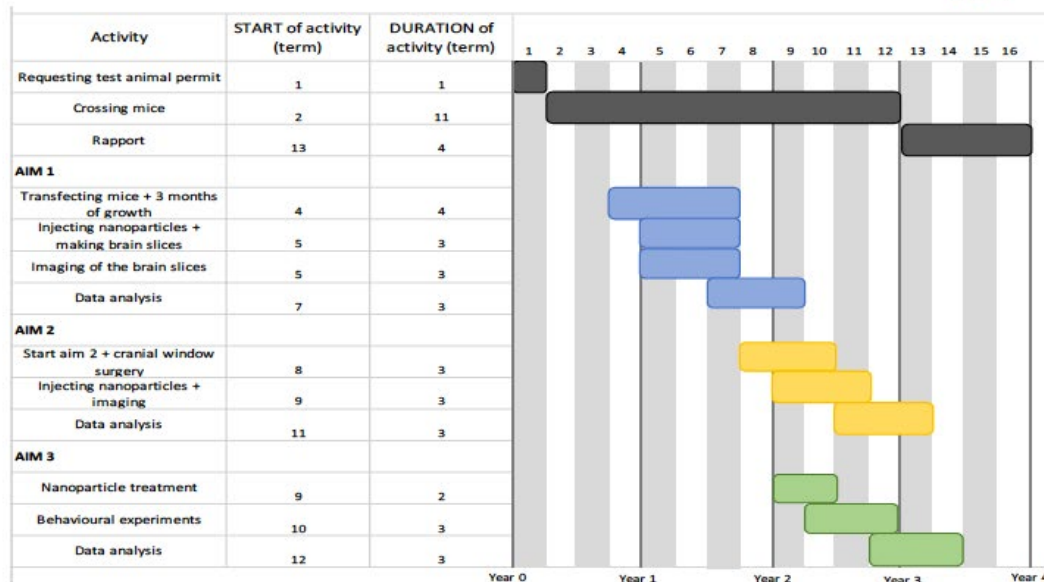 Activity START of activity (term) DURATION of activity (term) 1 2 3 4 5 6 7 8 9 10 11 12 13 14 15 16
Requesting test animal permit 1 1
Crossing mice 2 11
Rapport 13 4
AIM 1
Transfecting mice + 3 months of growth 4 4
Injecting nanoparticles + making brain slices 5 3
Imaging of the brain slices 5 3
Data analysis 7 3
AIM 2
Start aim 2 + cranial window surgery 8 3
Injecting nanoparticles + imaging 9 3
Data analysis 11 3
AIM 3
Nanoparticle treatment 9 2
Behavioural experiments 10 3
Data analysis 12 3
Year 0 Year 1 Year 2 Year 3 Year 4